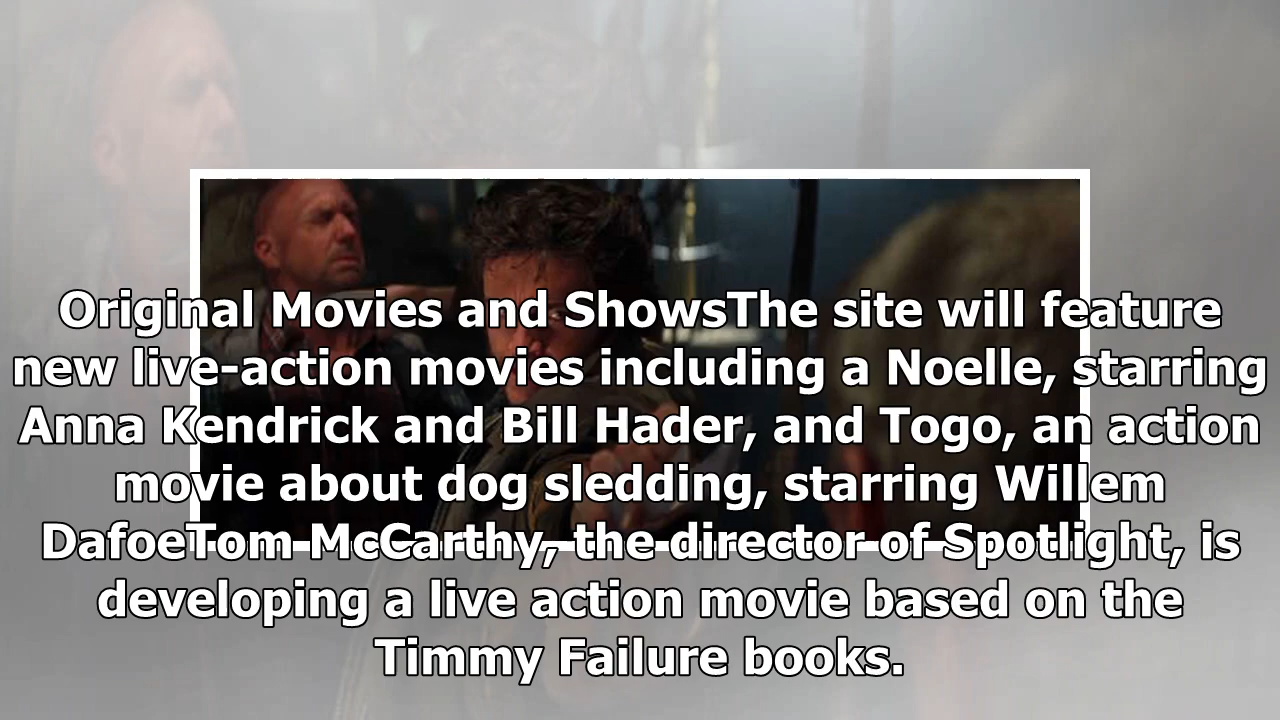 Original Movies and ShowsThe site will feature
new live-action movies including a Noelle, starring
Anna Kendrick and Bill Hader, and Togo, an action
movie about dog sledding, starring Willem
DafoeTom McCarthy, the director of Spotlight, is
developing a live action movie based on the
Timmy Failure books.